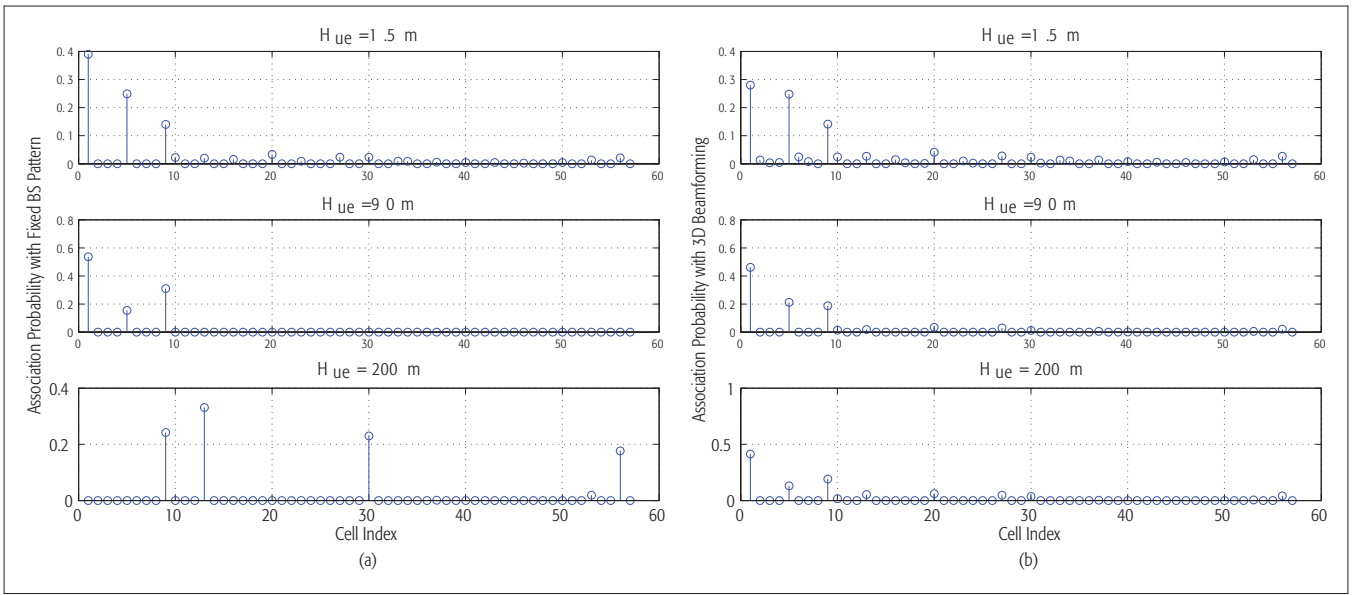 H ue =1 .5 m
0. 4
0. 3
0. 2
0. 1
0
0 10 20 30 40 50 60
H ue =9 0 m
0. 8
0. 6
0. 4
0. 2
0
0 10 20 30 40 50 60
H ue = 200 m
0.4
0.2
0
0 10 20 30 40 50 60
Cell Index
Association Probability with Fixed BS Pattern
(a)
H ue =1 .5 m
0. 4
0. 3
0. 2
0. 1
0
0 10 20 30 40 50 60
H ue =9 0 m
0. 8
0. 6
0. 4
0. 2
0
0 10 20 30 40 50 60
H ue = 200 m
1
0.5
0
0 10 20 30 40 50 60
Cell Index
Association Probability with 3D Beamforming
(b)